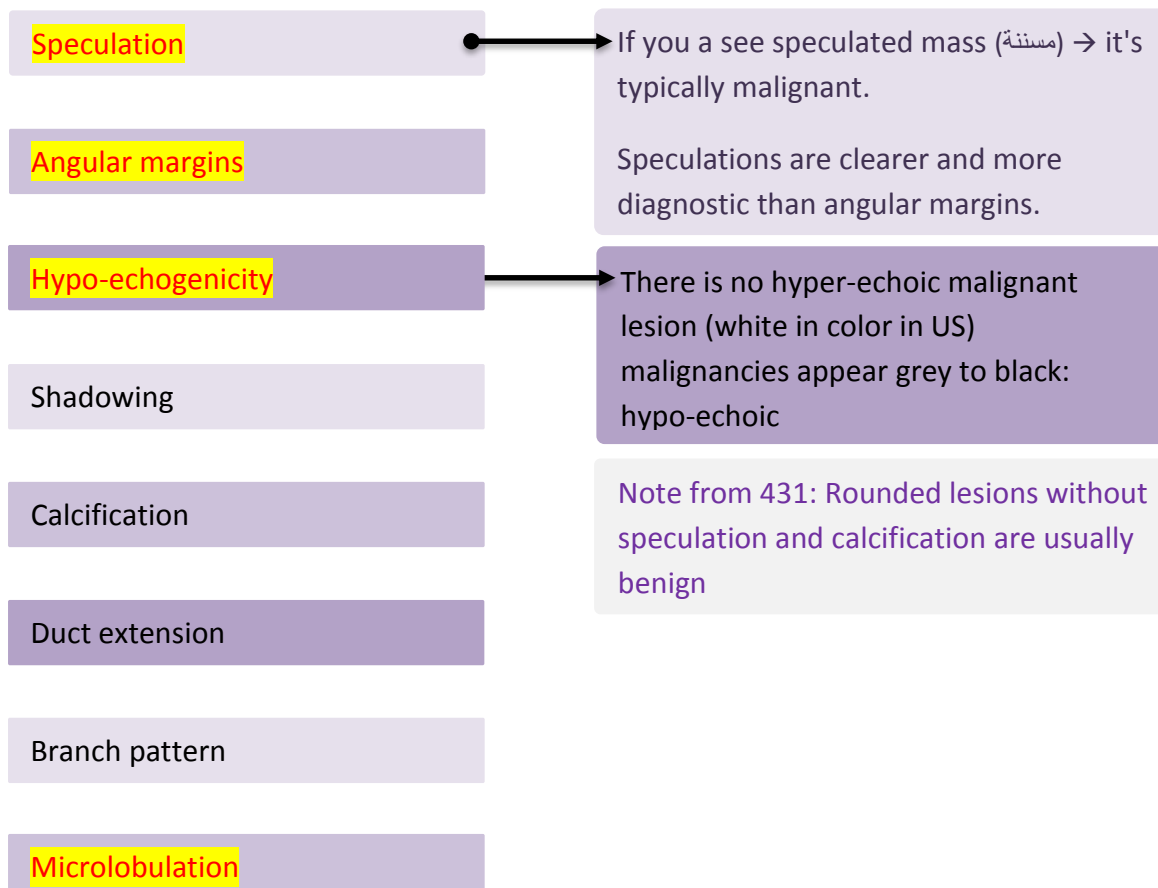 Speculation
If you a see speculated mass (مسننة) → it's
typically malignant.
Speculations are clearer and more
diagnostic than angular margins.
Angular margins
Hypo-echogenicity
There is no hyper-echoic malignant
lesion (white in color in US)
malignancies appear grey to black:
hypo-echoic
Shadowing
Calcification
Note from 431: Rounded lesions without
speculation and calcification are usually
benign
Duct extension
Branch pattern
Microlobulation